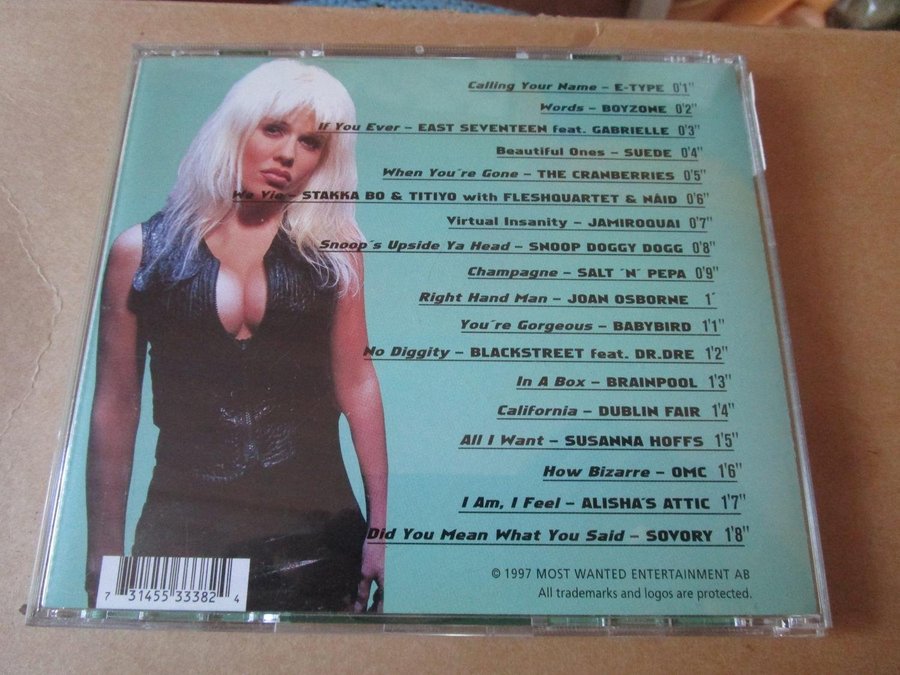 Calling Your Name – E-TYPE 0'1"
Words – BOYZONE 0'2"
If You Ever – EAST SEVENTEEN feat. GABRIELLE 0'3"
Beautiful Ones – SUEDE 0'4"
When You´re Gone – THE CRANBERRIES 0'5"
We Vie – STAKKA BO & TITIYO with FLESHQUARTET & NÁID 0'6"
Virtual Insanity – JAMIROQUAI 0'7"
Snoop´s Upside Ya Head – SNOOP DOGGY DOGG 0'8"
Champagne – SALT ´N´ PEPA 0'9"
Right Hand Man – JOAN OSBORNE 1´
You´re Gorgeous – BABYBIRD 1'1"
No Diggity – BLACKSTREET feat. DR.DRE 1'2"
In A Box – BRAINPOOL 1'3"
California – DUBLIN FAIR 1'4"
All I Want – SUSANNA HOFFS 1'5"
How Bizarre – OMC 1'6"
I Am, I Feel – ALISHA´S ATTIC 1'7"
Did You Mean What You Said – SOVORY 1'8"
© 1997 MOST WANTED ENTERTAINMENT AB
All trademarks and logos are protected.
7 31455 33382 4